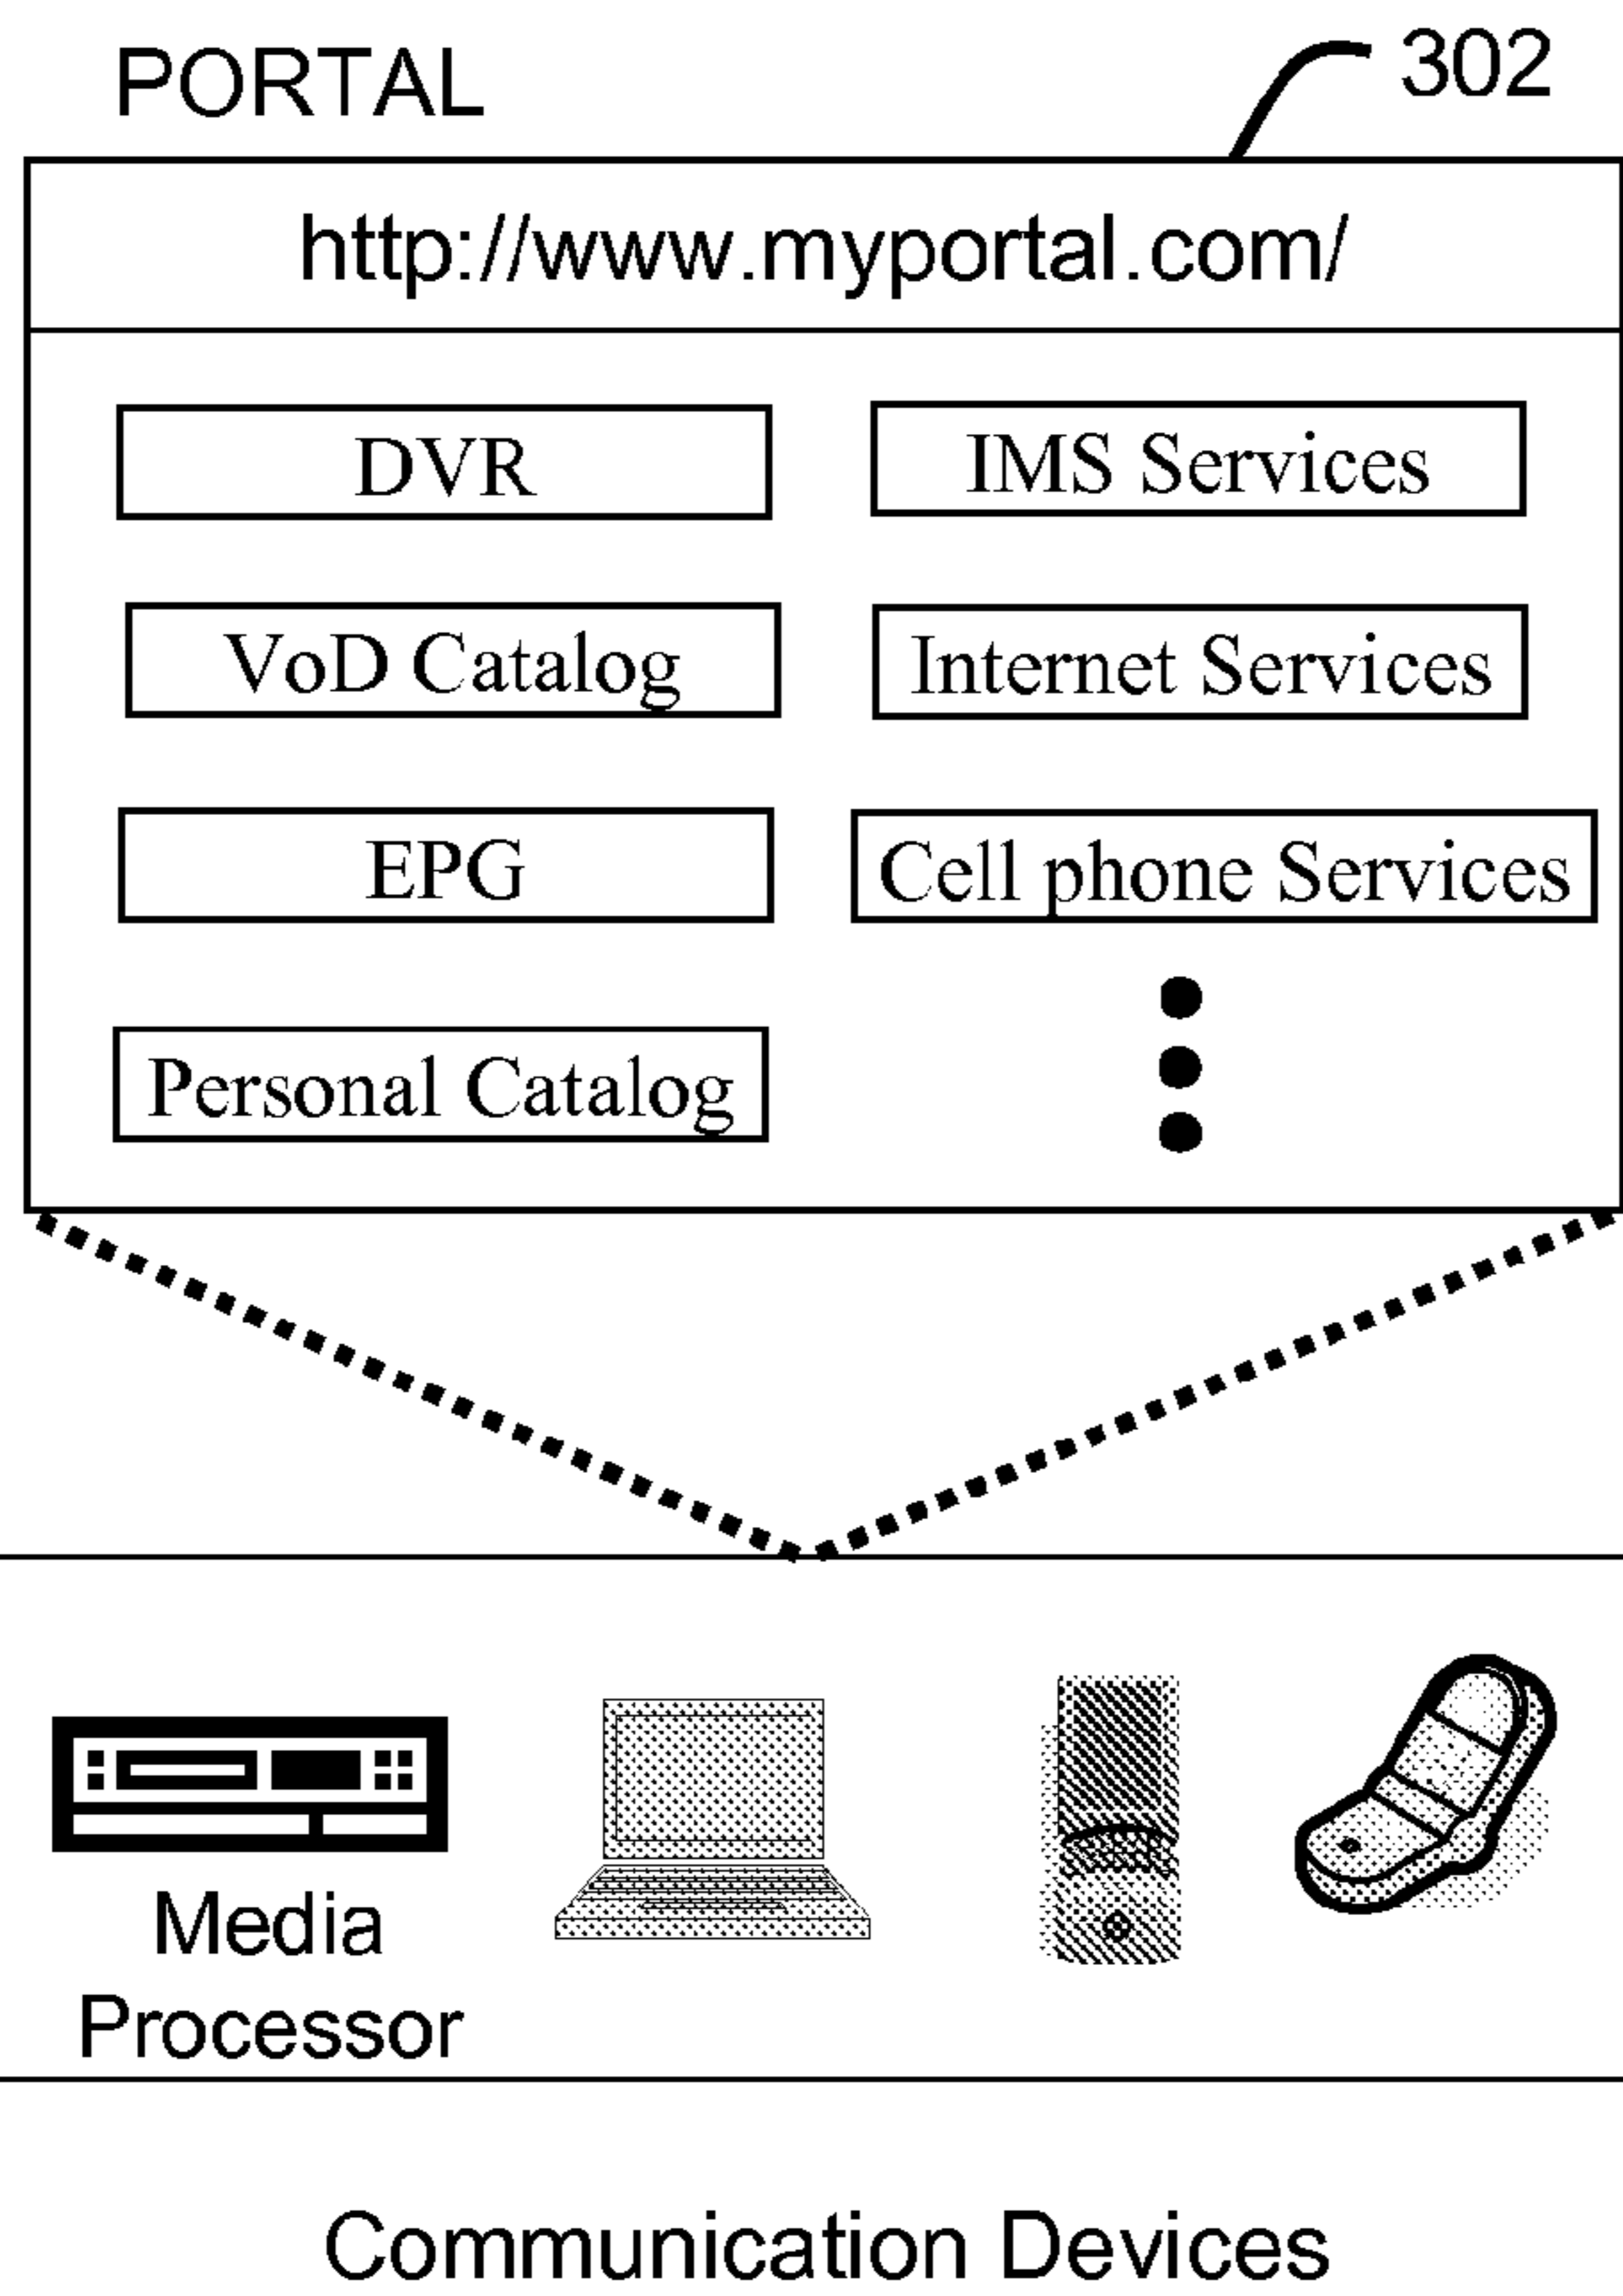 PORTAL
302
http://www.myportal.com/
DVR
IMS Services
VoD Catalog
Internet Services
EPG
Cell phone Services
Personal Catalog
Media
Processor
Communication Devices